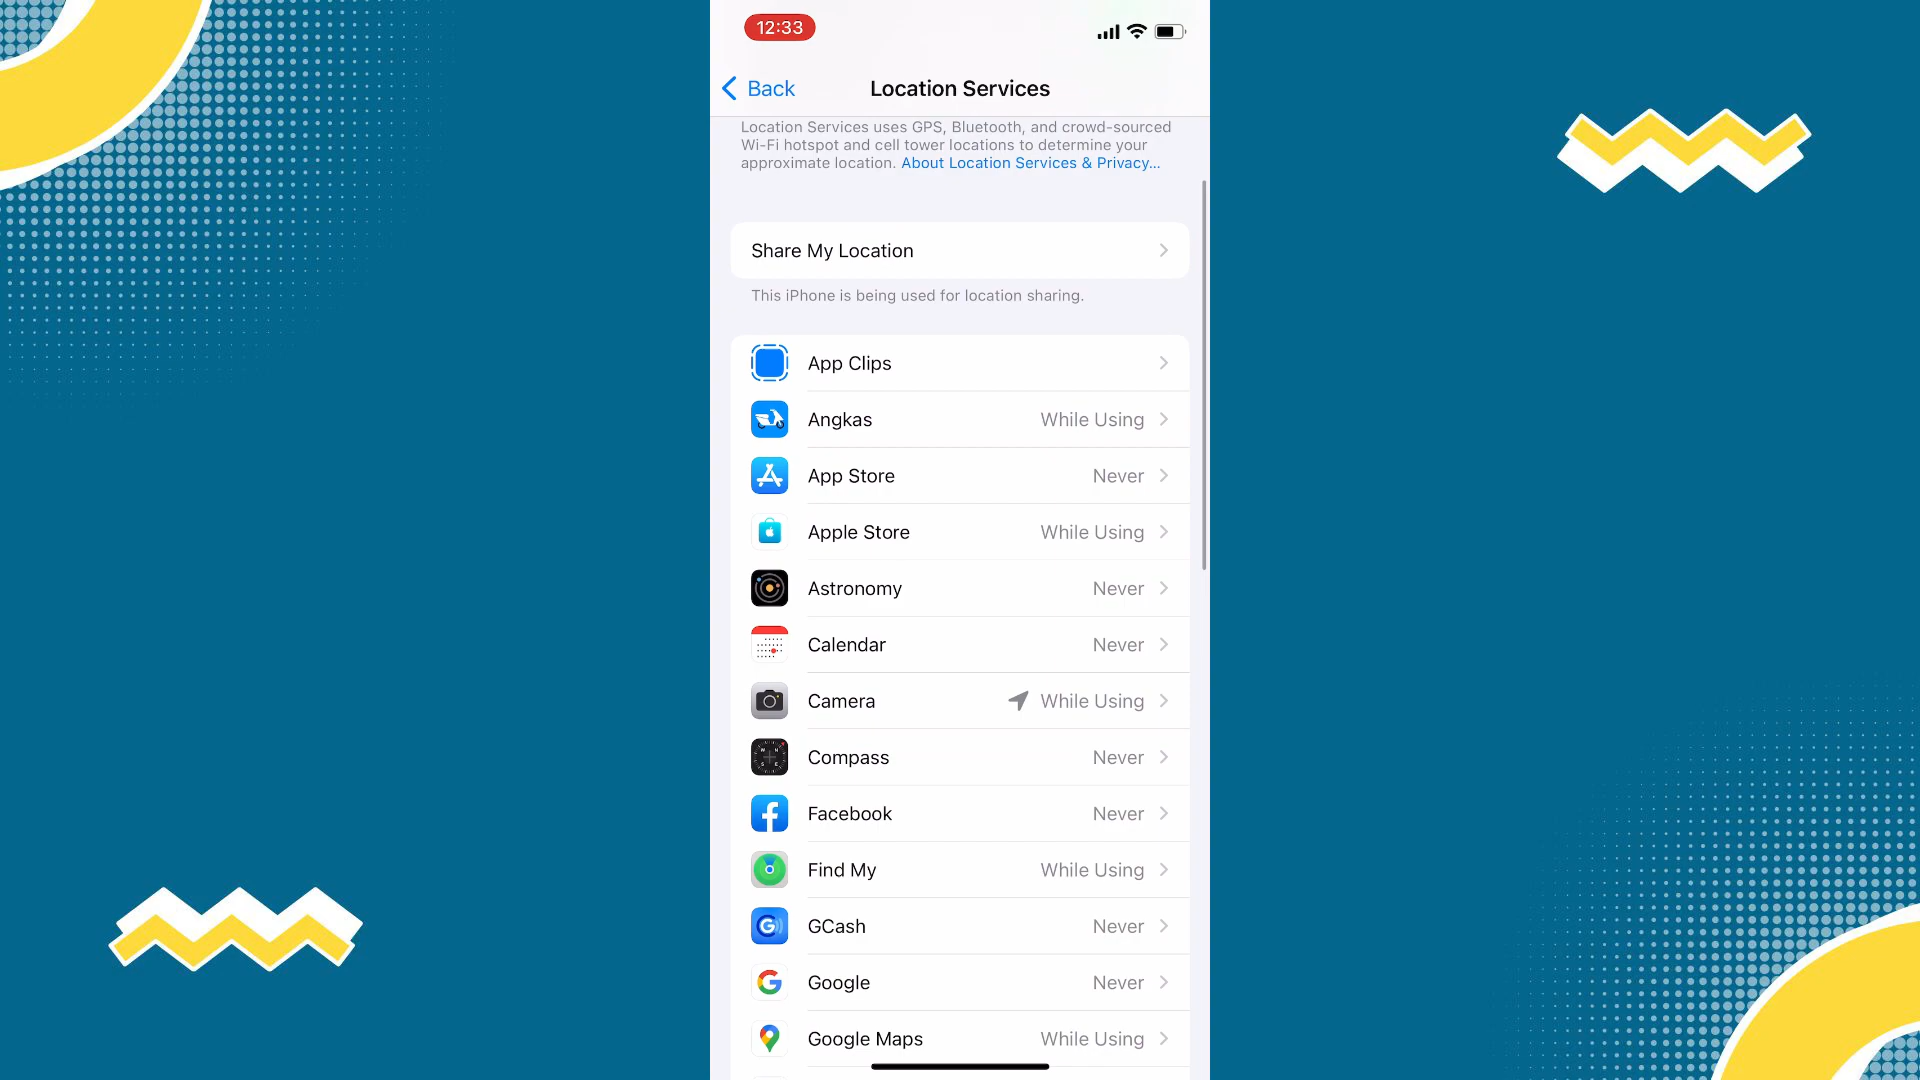 12:33
Back
Location Services
Location Services uses GPS, Bluetooth, and crowd-sourced
Wi-Fi hotspot and cell tower locations to determine your
approximate location. About Location Services & Privacy...
Share My Location
This iPhone is being used for location sharing.
App Clips
Angkas While Using
App Store Never
Apple Store While Using
Astronomy Never
Calendar Never
Camera While Using
Compass Never
Facebook Never
Find My While Using
GCash Never
Google Never
Google Maps While Using